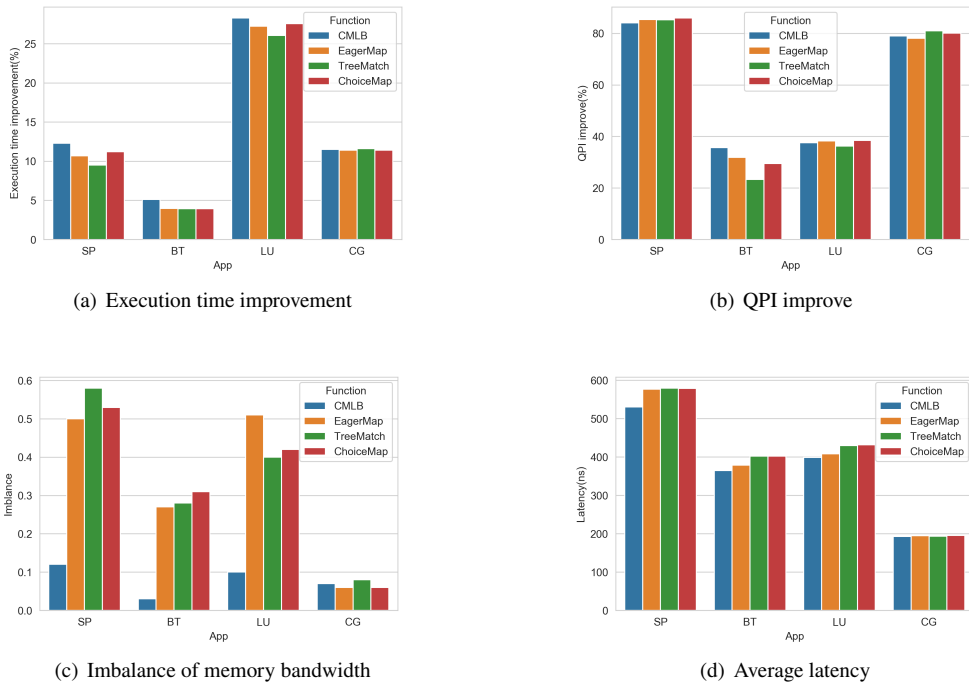 Execution time improvement(%)
25
20
15
10
5
0
Function
CMLB
EagerMap
TreeMatch
ChoiceMap
SP BT LU CG
App
(a) Execution time improvement
QPI improve(%)
80
60
40
20
0
Function
CMLB
EagerMap
TreeMatch
ChoiceMap
SP BT LU CG
App
(b) QPI improve
Imblance
0.6
0.5
0.4
0.3
0.2
0.1
0.0
Function
CMLB
EagerMap
TreeMatch
ChoiceMap
SP BT LU CG
App
(c) Imbalance of memory bandwidth
Latency(ns)
600
500
400
300
200
100
0
Function
CMLB
EagerMap
TreeMatch
ChoiceMap
SP BT LU CG
App
(d) Average latency